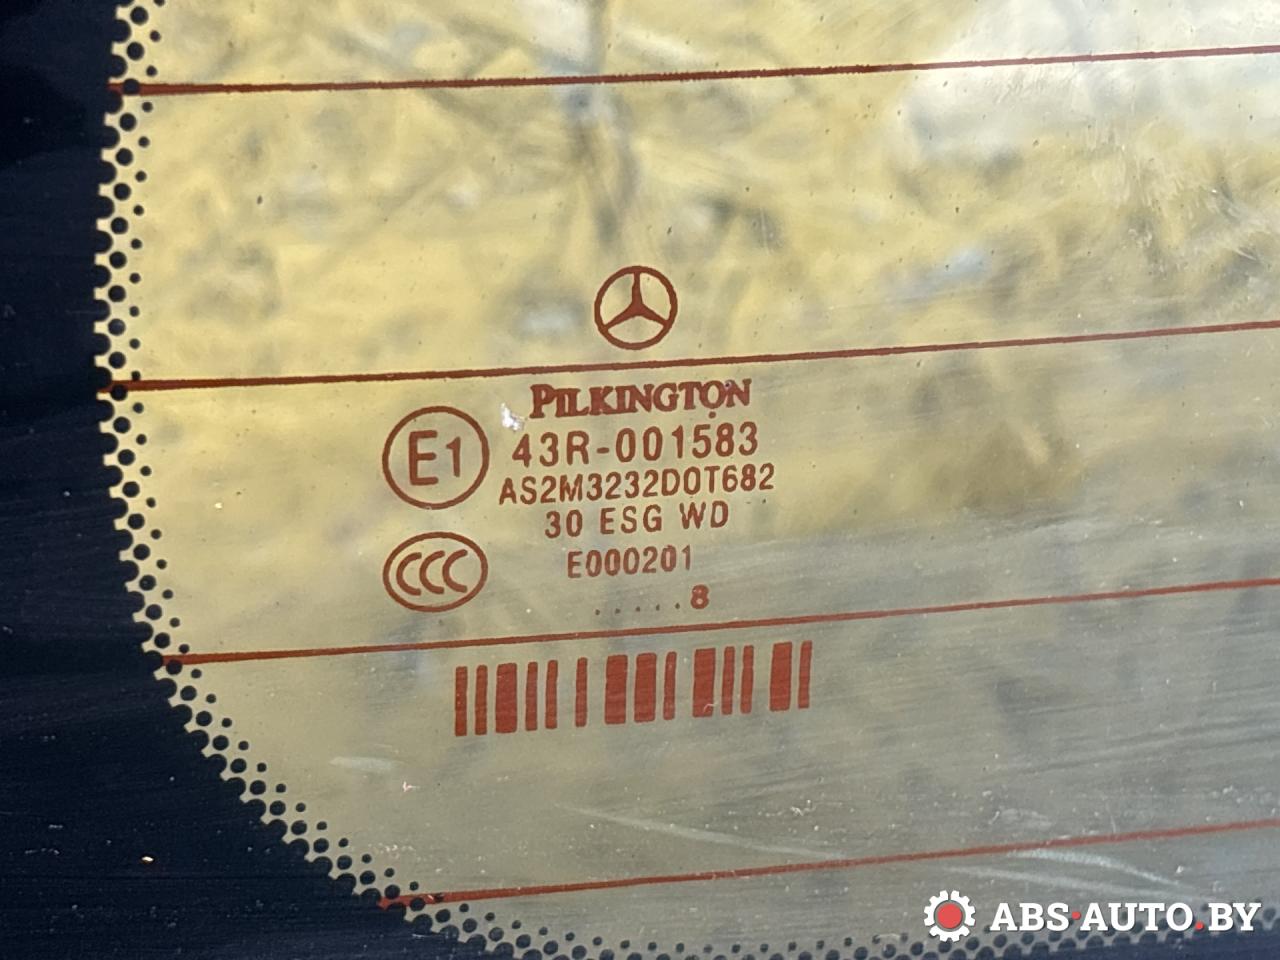 PILKINGTON
E1
43R-001583
AS2M3232DOT682
30 ESG WD
CCC
E000201
.....8
ABS·AUTO.BY